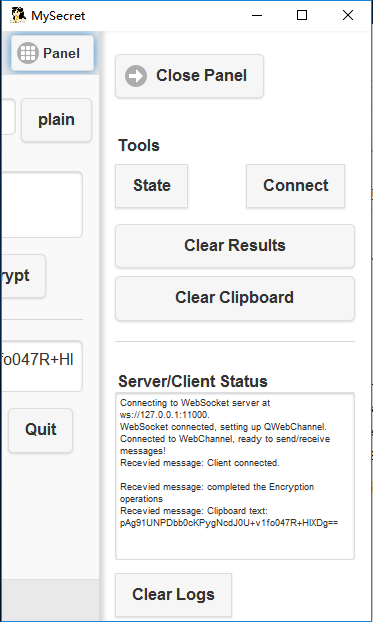 MySecret
Panel
Close Panel
plain
Tools
State
Connect
Clear Results
rypt
Clear Clipboard
fo047R+Hl
Server/Client Status
Connecting to WebSocket server at
ws://127.0.0.1:11000.
WebSocket connected, setting up QWebChannel.
Connected to WebChannel, ready to send/receive
messages!
Recevied message: Client connected.
Recevied message: completed the Encryption
operations
Recevied message: Clipboard text:
pAg91UNPDbb0cKPygNcdJ0U+v1fo047R+HlXDg==
Quit
Clear Logs